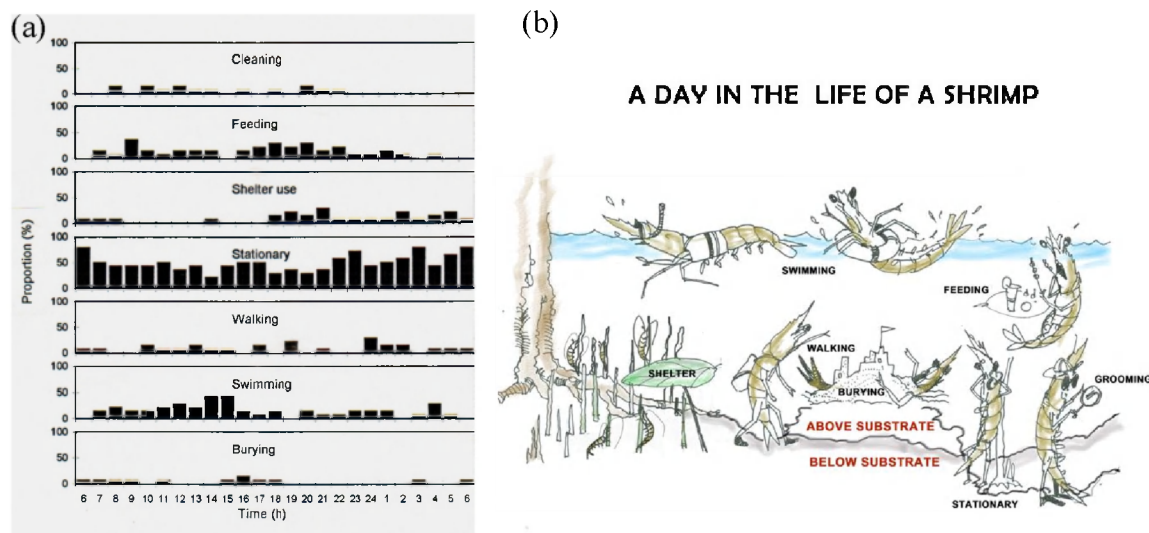 (a)
100
50
0
Cleaning
100
50
0
Feeding
100
50
0
Shelter use
100
50
0
Stationary
100
50
0
Walking
100
50
0
Swimming
100
50
0
Burying
Proportion (%)
6 7 8 9 10 11 12 13 14 15 16 17 18 19 20 21 22 23 24 1 2 3 4 5 6
Time (h)
(b)
A DAY IN THE LIFE OF A SHRIMP
SWIMMING
FEEDING
WALKING
SHELTER
BURYING
GROOMING
ABOVE SUBSTRATE
BELOW SUBSTRATE
STATIONARY